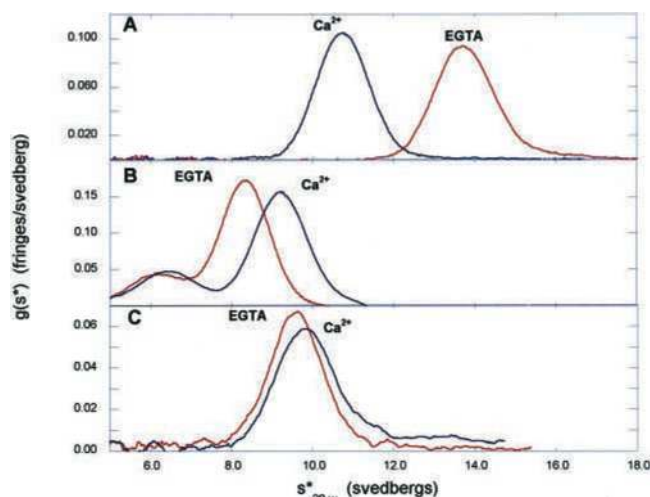 A
Ca²⁺
EGTA
0.100
0.060
0.020
B
EGTA
Ca²⁺
0.15
0.10
0.05
C
EGTA
Ca²⁺
0.06
0.04
0.02
0.00
g(s*) (fringes/svedberg)
6.0 8.0 10.0 12.0 14.0 16.0 18.0
s* (svedbergs)